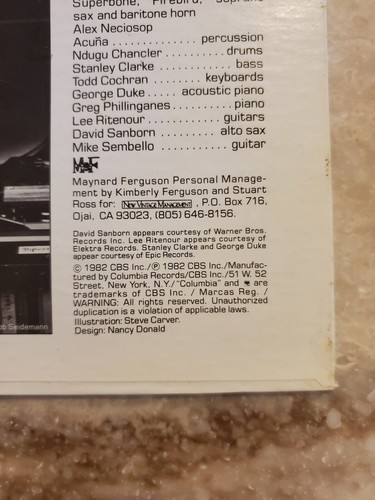 Superbone, Firebird, soprano
sax and baritone horn
Alex Neciosop
Acuña . . . . . . . . . . . . percussion
Ndugu Chancler . . . . . . . . . drums
Stanley Clarke . . . . . . . . . . . bass
Todd Cochran . . . . . . . . keyboards
George Duke . . . . . acoustic piano
Greg Phillinganes . . . . . . . . . . piano
Lee Ritenour . . . . . . . . . . . guitars
David Sanborn . . . . . . . . . alto sax
Mike Sembello . . . . . . . . . . . guitar
MF
Maynard Ferguson Personal Manage-
ment by Kimberly Ferguson and Stuart
Ross for: New Vintage Management, P.O. Box 716,
Ojai, CA 93023, (805) 646-8156.
David Sanborn appears courtesy of Warner Bros.
Records Inc. Lee Ritenour appears courtesy of
Elektra Records. Stanley Clarke and George Duke
appear courtesy of Epic Records.
© 1982 CBS Inc./℗ 1982 CBS Inc./Manufac-
tured by Columbia Records/CBS Inc./51 W. 52
Street, New York, N.Y./"Columbia" and are
trademarks of CBS Inc. / Marcas Reg. /
WARNING: All rights reserved. Unauthorized
duplication is a violation of applicable laws.
Illustration: Steve Carver.
Design: Nancy Donald
ob Seidemann